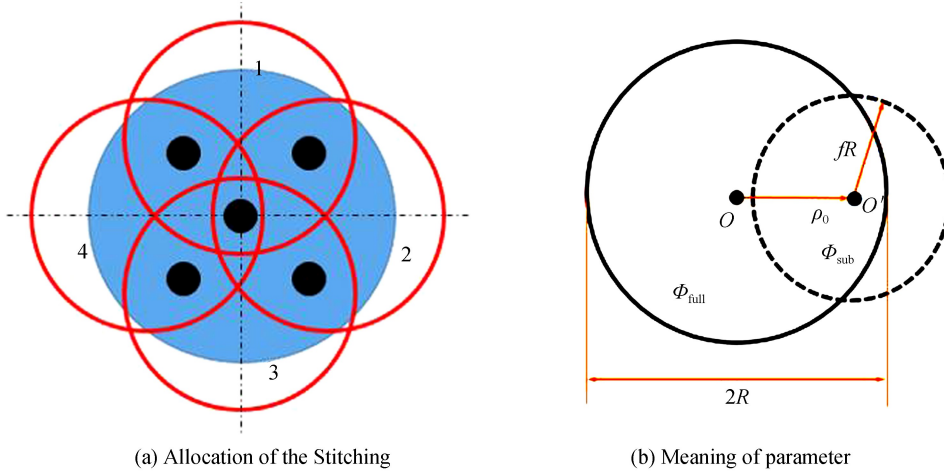 1
2
4
3
(a) Allocation of the Stitching
fR
O
O'
ρ₀
Φsub
Φfull
2R
(b) Meaning of parameter